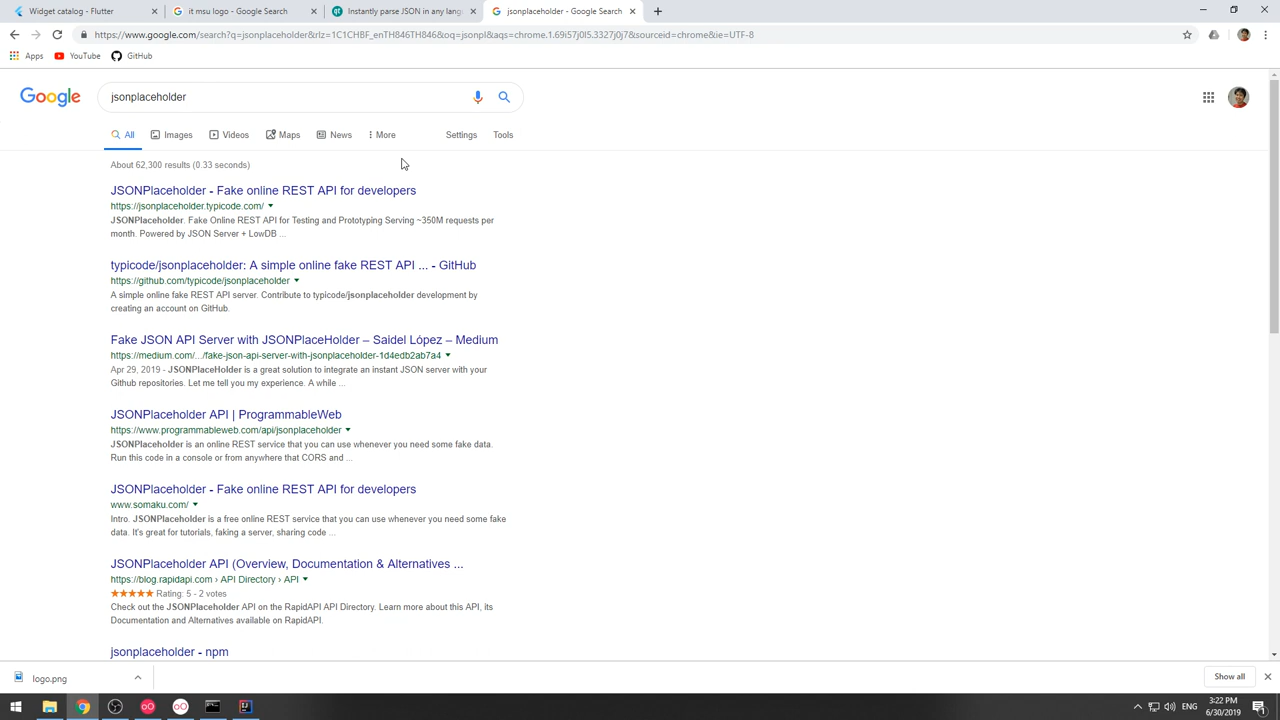 Widget catalog - Flutter
it msu logo - Google Search
Instantly parse JSON in any lang
jsonplaceholder - Google Search
https://www.google.com/search?q=jsonplaceholder&rlz=1C1CHBF_enTH846TH846&oq=jsonpl&aqs=chrome.1.69i57j0l5.3327j0j7&sourceid=chrome&ie=UTF-8
Apps YouTube GitHub
Google jsonplaceholder
All Images Videos Maps News More Settings Tools
About 62,300 results (0.33 seconds)
JSONPlaceholder - Fake online REST API for developers
https://jsonplaceholder.typicode.com/
JSONPlaceholder. Fake Online REST API for Testing and Prototyping Serving ~350M requests per
month. Powered by JSON Server + LowDB ...
typicode/jsonplaceholder: A simple online fake REST API ... - GitHub
https://github.com/typicode/jsonplaceholder
A simple online fake REST API server. Contribute to typicode/jsonplaceholder development by
creating an account on GitHub.
Fake JSON API Server with JSONPlaceHolder – Saidel López – Medium
https://medium.com/.../fake-json-api-server-with-jsonplaceholder-1d4edb2ab7a4
Apr 29, 2019 - JSONPlaceHolder is a great solution to integrate an instant JSON server with your
Github repositories. Let me tell you my experience. A while ...
JSONPlaceholder API | ProgrammableWeb
https://www.programmableweb.com/api/jsonplaceholder
JSONPlaceholder is an online REST service that you can use whenever you need some fake data.
Run this code in a console or from anywhere that CORS and ...
JSONPlaceholder - Fake online REST API for developers
www.somaku.com/
Intro. JSONPlaceholder is a free online REST service that you can use whenever you need some fake
data. It's great for tutorials, faking a server, sharing code ...
JSONPlaceholder API (Overview, Documentation & Alternatives ...
https://blog.rapidapi.com › API Directory › API
Rating: 5 - 2 votes
Check out the JSONPlaceholder API on the RapidAPI API Directory. Learn more about this API, its
Documentation and Alternatives available on RapidAPI.
jsonplaceholder - npm
logo.png
Show all
ENG
3:22 PM
6/30/2019